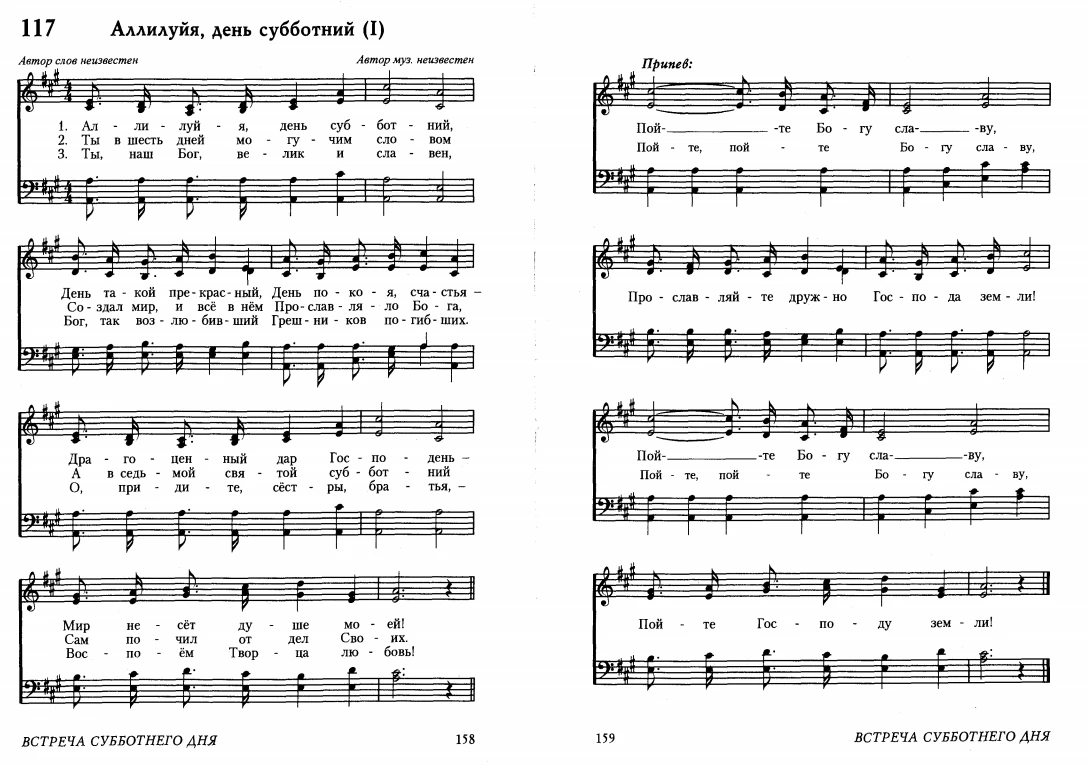 117 Аллилуйя, день субботний (I)
Автор слов неизвестен Автор муз. неизвестен
1. Ал - ли - луй - я, день суб - бот - ний,
2. Ты в шесть дней мо - гу - чим сло - вом
3. Ты, наш Бог, ве - лик и сла - вен,
День та - кой пре - крас - ный, День по - ко - я, сча - стья –
Со - здал мир, и всё в нём Про - слав - ля ло Бо - га,
Бог, так воз - лю - бив - ший Греш - ни - ков по - гиб - ших.
Дра - го - цен - ный дар Гос - по - день –
А в седь - мой свя - той суб - бот - ний
О, при - ди - те, сёст - ры, бра - тья, –
Мир не - сёт ду - ше мо - ей!
Сам по - чил от дел Сво - их.
Вос - по - ём Твор - ца лю - бовь!
ВСТРЕЧА СУББОТНЕГО ДНЯ 158
Припев:
Пой- -те Бо - гу сла- -ву,
Пой - те, пой - те Бо - гу сла - ву,
Про - слав - ляй - те друж - но Гос - по - да зем - ли!
Пой- -те Бо - гу сла- -ву,
Пой - те, пой - те Бо - гу сла - ву,
Пой - те Гос - по - ду зем - ли!
159 ВСТРЕЧА СУББОТНЕГО ДНЯ